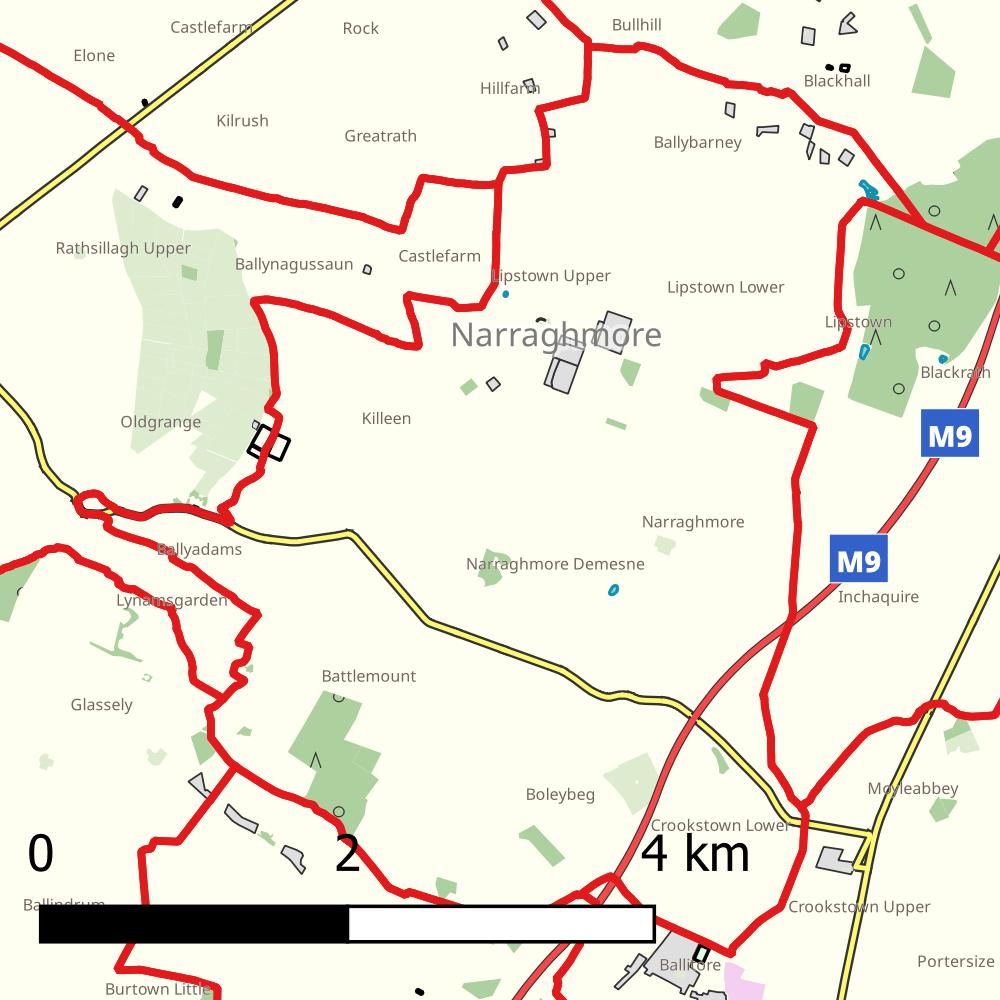 Castlefarm
Rock
Bullhill
Elone
Blackhall
Hillfarm
Kilrush
Greatrath
Ballybarney
Rathsillagh Upper
Ballynagussaun
Castlefarm
Lipstown Upper
Lipstown Lower
Lipstown
Narraghmore
Blackrath
Oldgrange
Killeen
M9
Narraghmore
Ballyadams
Narraghmore Demesne
M9
Lynamsgarden
Inchaquire
Battlemount
Glassely
Boleybeg
Moyleabbey
Crookstown Lower
0 2 4 km
Ballindrum
Crookstown Upper
Ballitore
Portersize
Burtown Little